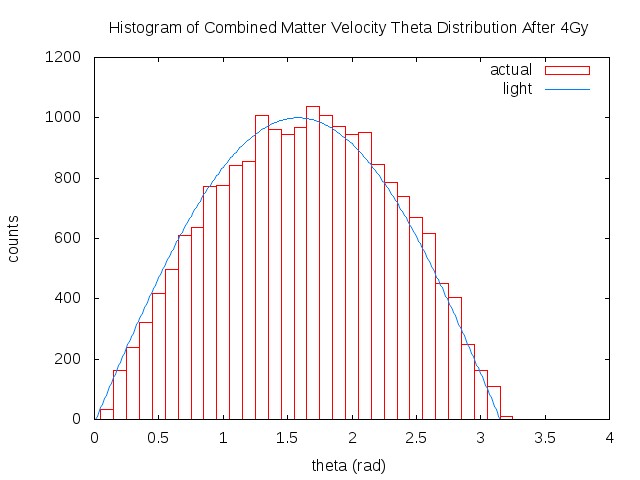 Histogram of Combined Matter Velocity Theta Distribution After 4Gy
1200
1000
800
600
400
200
0
counts
actual
light
0 0.5 1 1.5 2 2.5 3 3.5 4
theta (rad)